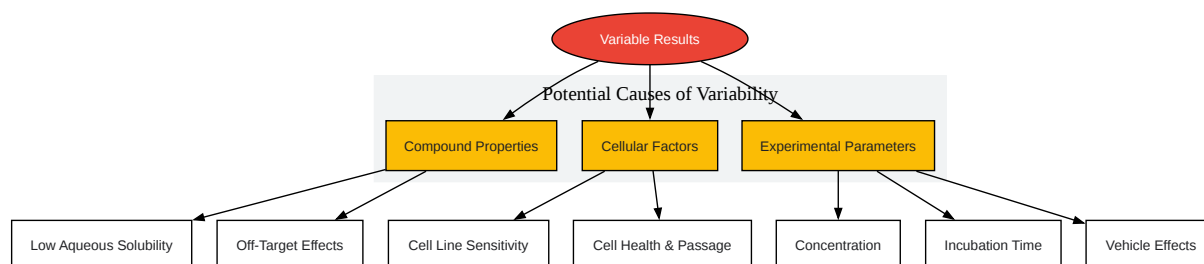 Variable Results
Potential Causes of Variability
Compound Properties
Cellular Factors
Experimental Parameters
Low Aqueous Solubility
Off-Target Effects
Cell Line Sensitivity
Cell Health & Passage
Concentration
Incubation Time
Vehicle Effects